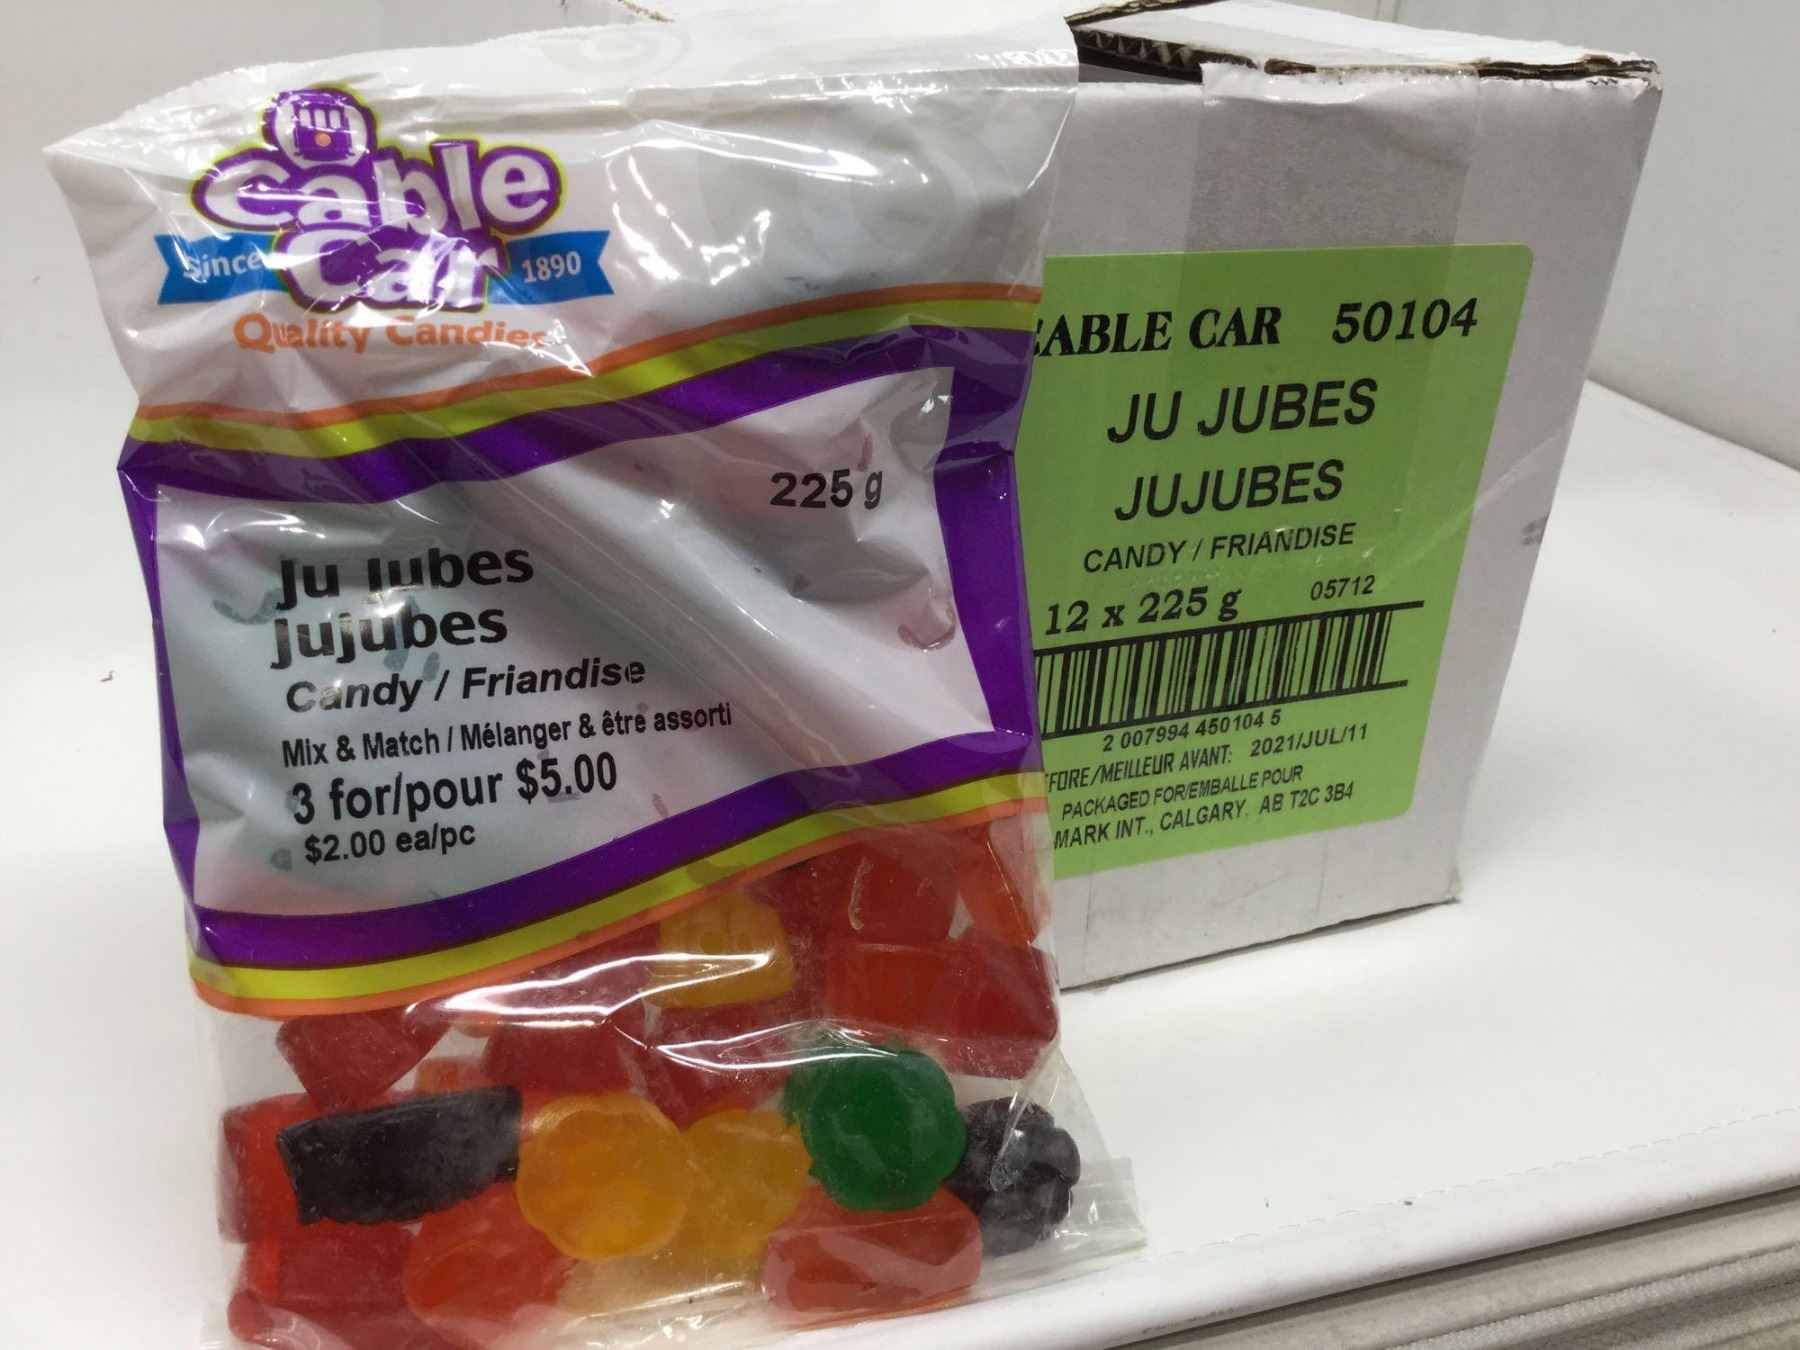 Cable
Since Car 1890
Quality Candies
225 g
Ju Jubes
Jujubes
Candy / Friandise
Mix & Match / Mélanger & être assorti
3 for/pour $5.00
$2.00 ea/pc
CABLE CAR 50104
JU JUBES
JUJUBES
CANDY / FRIANDISE
12 x 225 g 05712
2 007994 450104 5
EFORE/MEILLEUR AVANT: 2021/JUL/11
PACKAGED FOR/EMBALLE POUR
MARK INT., CALGARY. AB T2C 3B4